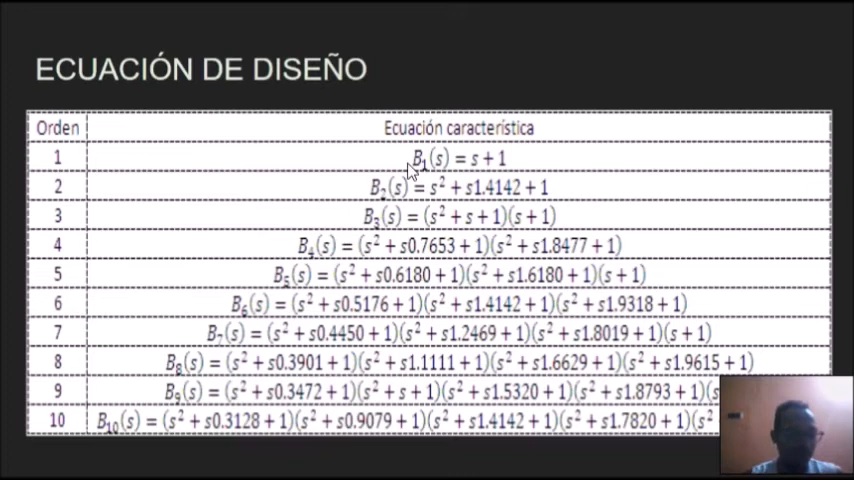 ECUACIÓN DE DISEÑO
Orden Ecuación característica
1 B₁(s) = s + 1
2 B₂(s) = s² + s1.4142 + 1
3 B₃(s) = (s² + s + 1)(s + 1)
4 B₄(s) = (s² + s0.7653 + 1)(s² + s1.8477 + 1)
5 B₅(s) = (s² + s0.6180 + 1)(s² + s1.6180 + 1)(s + 1)
6 B₆(s) = (s² + s0.5176 + 1)(s² + s1.4142 + 1)(s² + s1.9318 + 1)
7 B₇(s) = (s² + s0.4450 + 1)(s² + s1.2469 + 1)(s² + s1.8019 + 1)(s + 1)
8 B₈(s) = (s² + s0.3901 + 1)(s² + s1.1111 + 1)(s² + s1.6629 + 1)(s² + s1.9615 + 1)
9 B₉(s) = (s² + s0.3472 + 1)(s² + s + 1)(s² + s1.5320 + 1)(s² + s1.8793 + 1)(s
10 B₁₀(s) = (s² + s0.3128 + 1)(s² + s0.9079 + 1)(s² + s1.4142 + 1)(s² + s1.7820 + 1)(s²